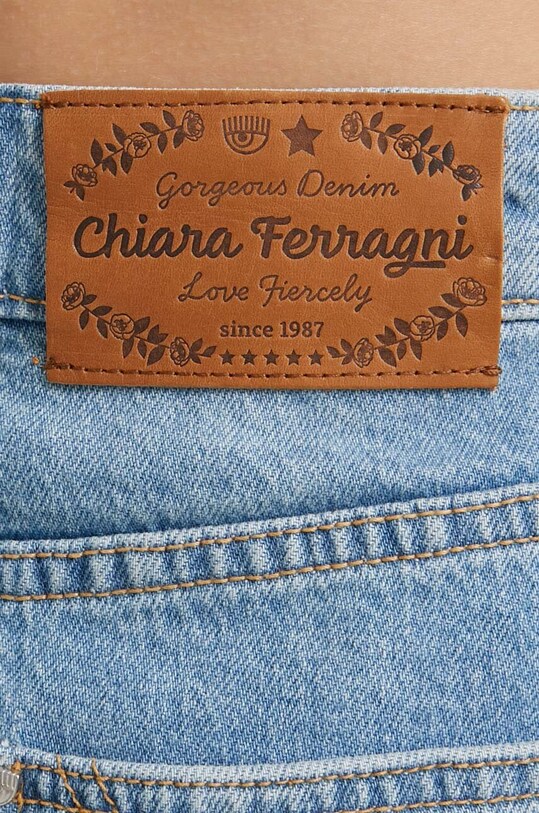 Gorgeous Denim
Chiara Ferragni
Love Fiercely
since 1987